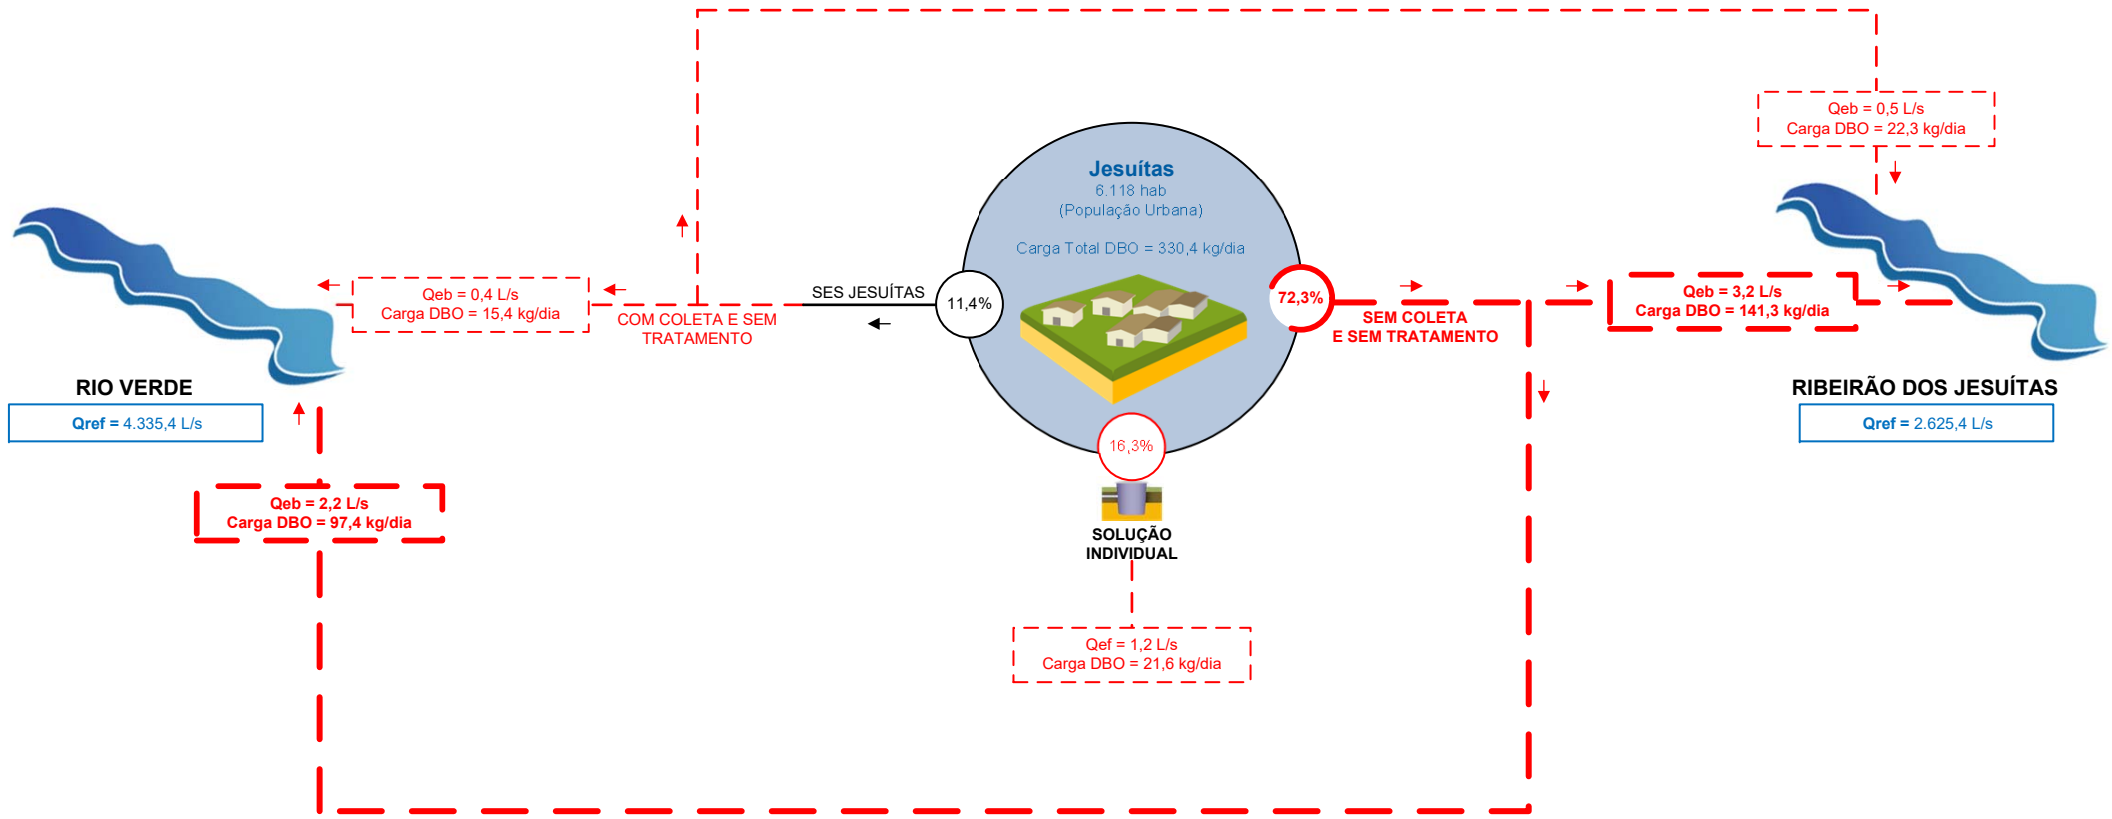 Qeb = 0,5 L/s
Carga DBO = 22,3 kg/dia
Jesuítas
6.118 hab
(População Urbana)
Carga Total DBO = 330,4 kg/dia
Qeb = 0,4 L/s
Carga DBO = 15,4 kg/dia
COM COLETA E SEM
TRATAMENTO
SES JESUÍTAS
11,4%
72,3%
SEM COLETA
E SEM TRATAMENTO
Qeb = 3,2 L/s
Carga DBO = 141,3 kg/dia
RIO VERDE
Qref = 4.335,4 L/s
RIBEIRÃO DOS JESUÍTAS
Qref = 2.625,4 L/s
16,3%
SOLUÇÃO
INDIVIDUAL
Qeb = 2,2 L/s
Carga DBO = 97,4 kg/dia
Qef = 1,2 L/s
Carga DBO = 21,6 kg/dia